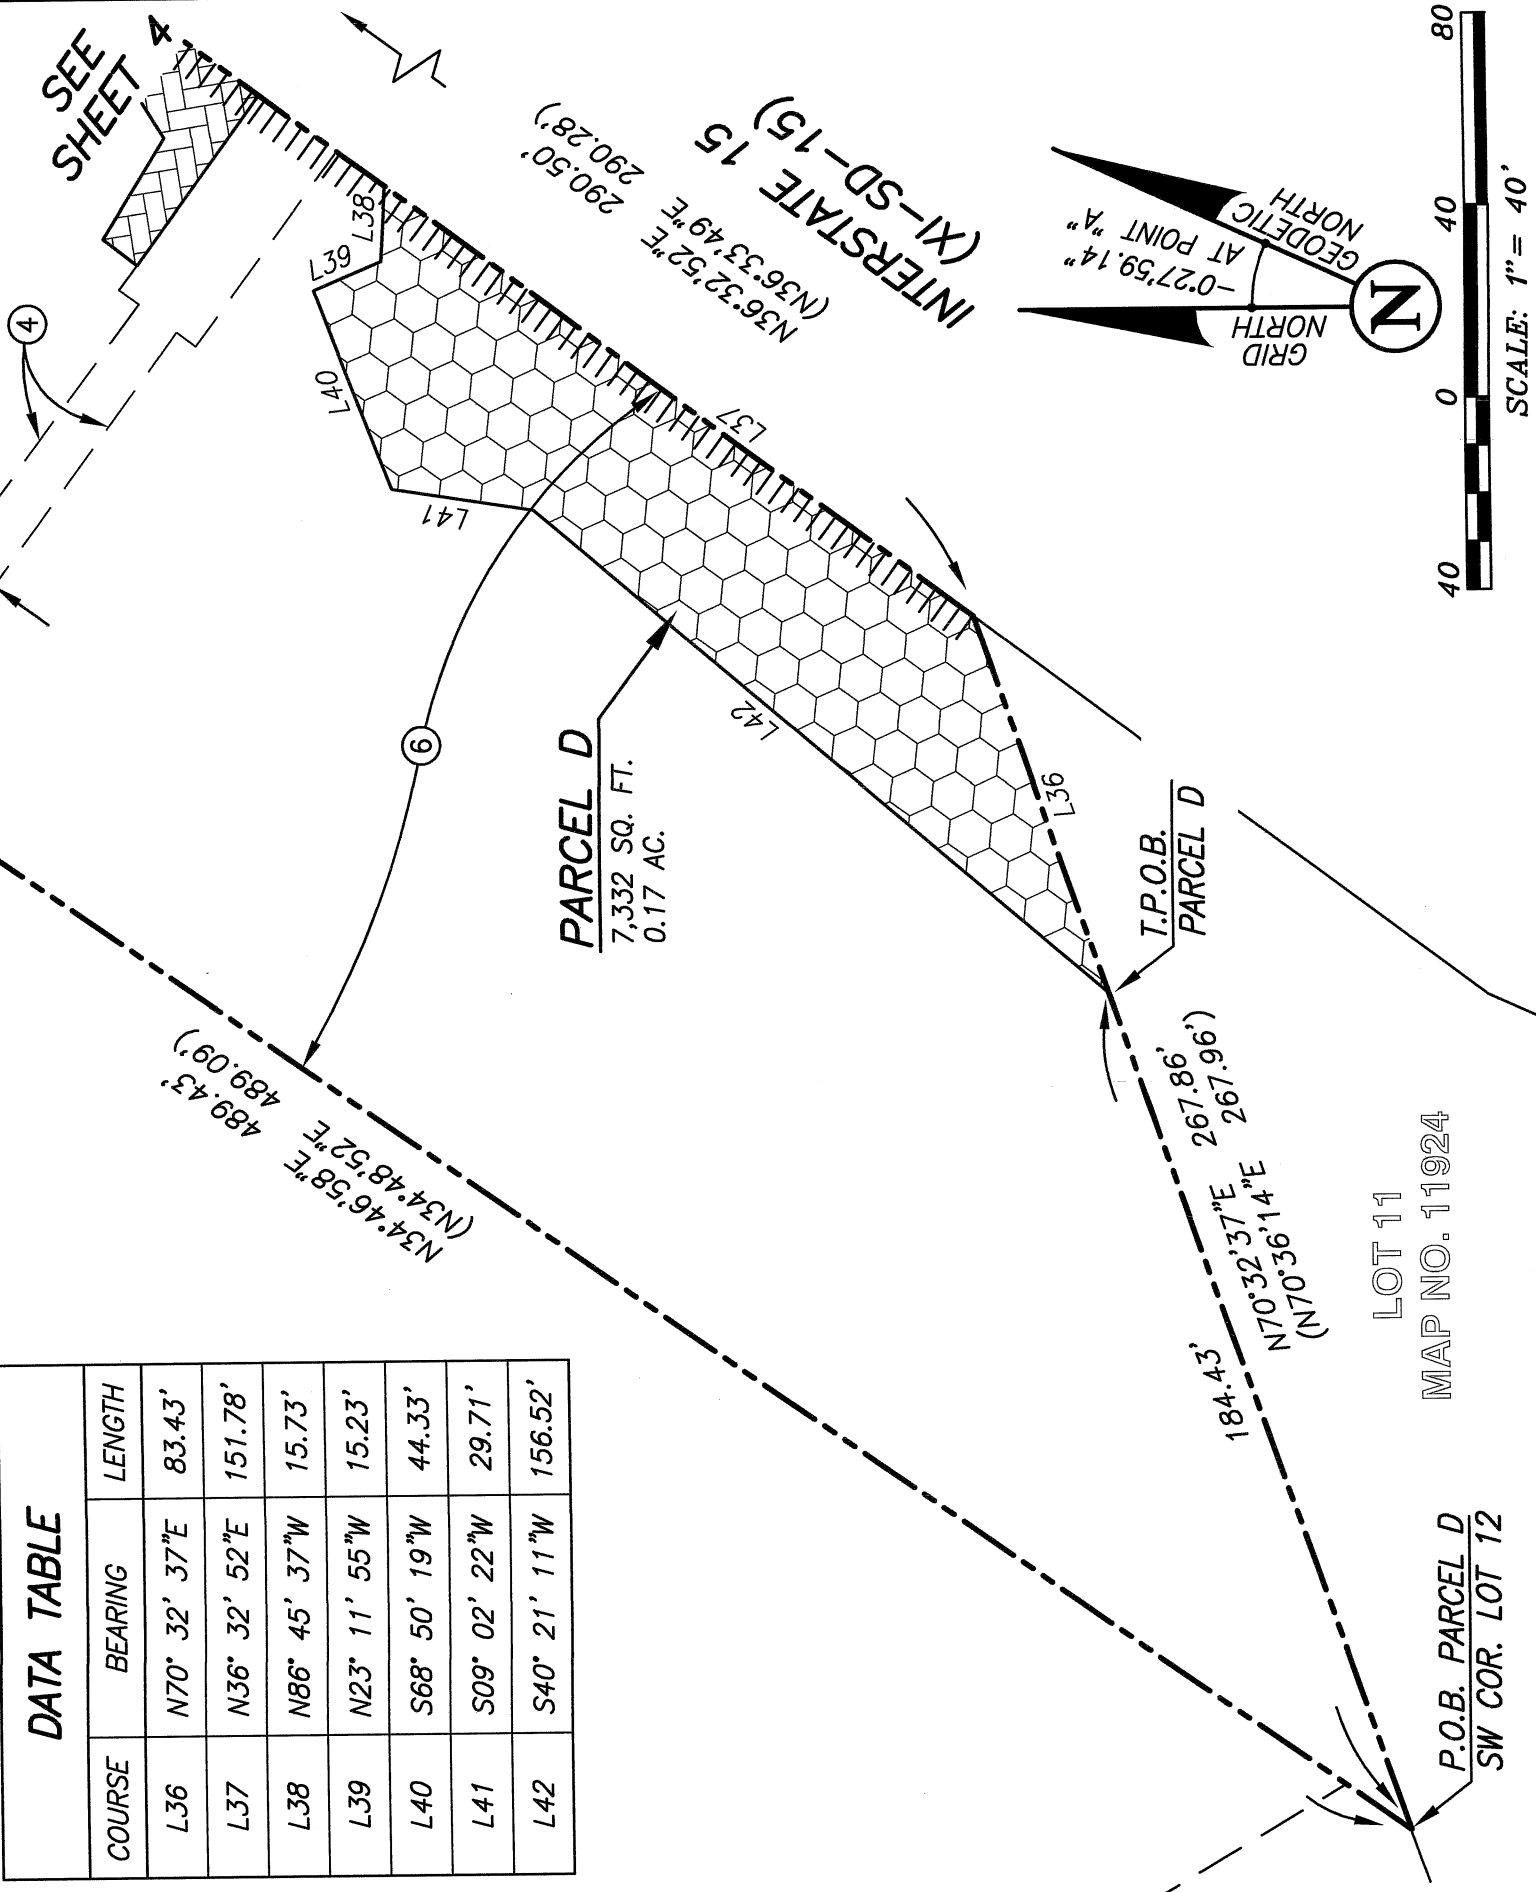 DATA TABLE
COURSE BEARING LENGTH
L36 N70° 32' 37"E 83.43'
L37 N36° 32' 52"E 151.78'
L38 N86° 45' 37"W 15.73'
L39 N23° 11' 55"W 15.23'
L40 S68° 50' 19"W 44.33'
L41 S09° 02' 22"W 29.71'
L42 S40° 21' 11"W 156.52'
SEE
SHEET 4
4
L38
L39
L40
L41
L37
L42
L36
6
N34°46'58"E 489.43'
(N34°48'52"E 489.09')
PARCEL D
7,332 SQ. FT.
0.17 AC.
N36°32'52"E 290.50'
(N36°33'49"E 290.28')
INTERSTATE 15
(XI-SD-15)
T.P.O.B.
PARCEL D
184.43'
N70°32'37"E 267.86'
(N70°36'14"E 267.96')
LOT 11
MAP NO. 11924
P.O.B. PARCEL D
SW COR. LOT 12
GRID
NORTH
-0°27'59.14"
AT POINT "A"
GEODETIC
NORTH
N
40 0 40 80
SCALE: 1"= 40'